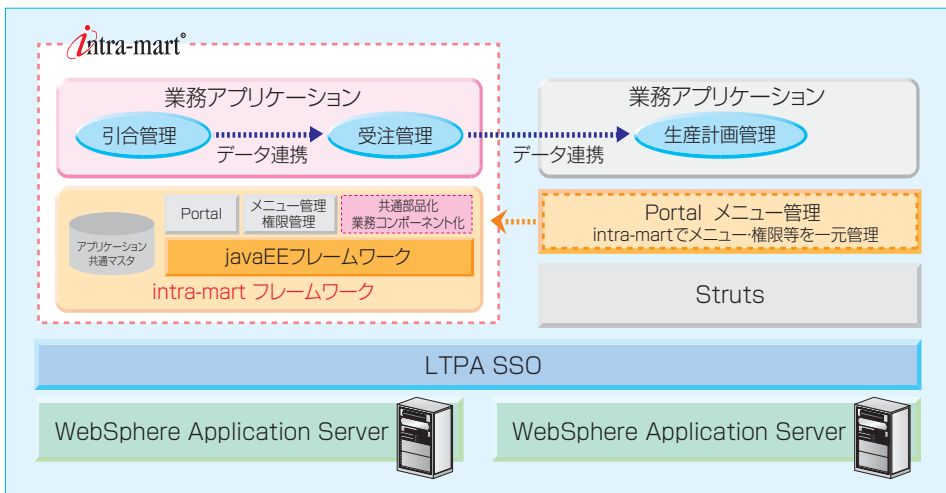 intra-mart®
業務アプリケーション
引合管理
データ連携
受注管理
データ連携
業務アプリケーション
生産計画管理
アプリケーション
共通マスタ
Portal
メニュー管理
権限管理
共通部品化
業務コンポーネント化
javaEEフレームワーク
intra-mart フレームワーク
Portal メニュー管理
intra-martでメニュー・権限等を一元管理
Struts
LTPA SSO
WebSphere Application Server
WebSphere Application Server